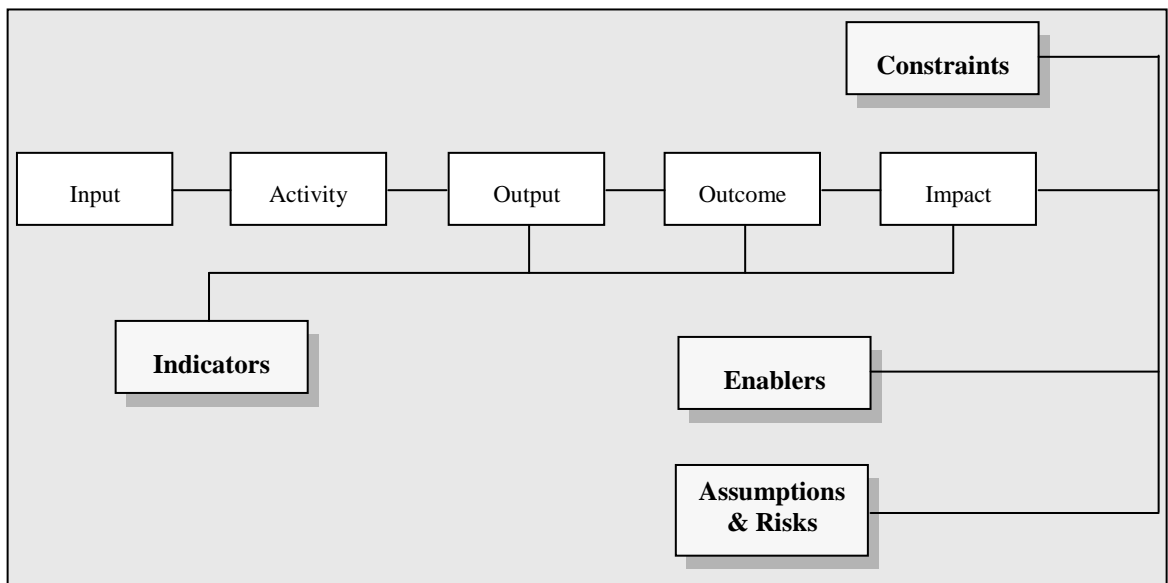 Constraints
Input
Activity
Output
Outcome
Impact
Indicators
Enablers
Assumptions
& Risks